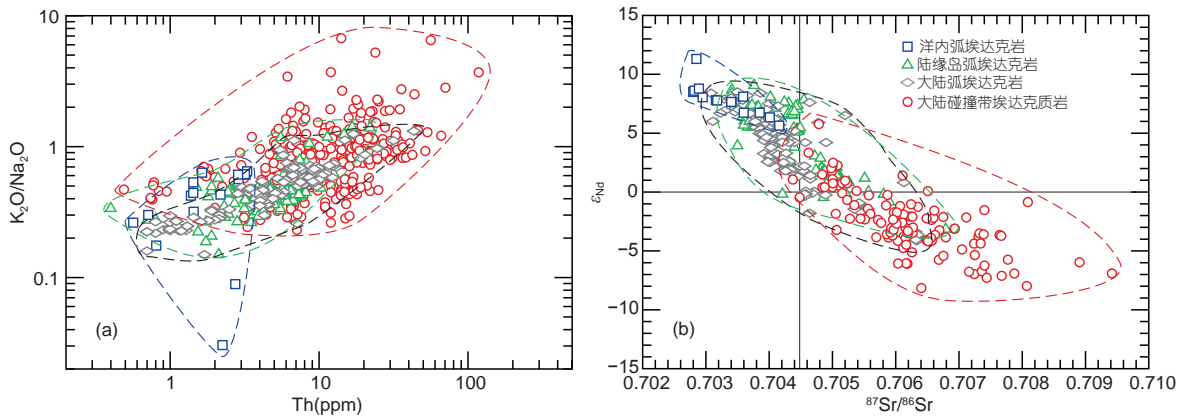 10
1
0.1
K₂O/Na₂O
(a)
1
10
100
Th(ppm)
15
10
5
0
−5
−10
−15
εNd
洋内弧埃达克岩
陆缘岛弧埃达克岩
大陆弧埃达克岩
大陆碰撞带埃达克质岩
(b)
0.702
0.703
0.704
0.705
0.706
0.707
0.708
0.709
0.710
⁸⁷Sr/⁸⁶Sr